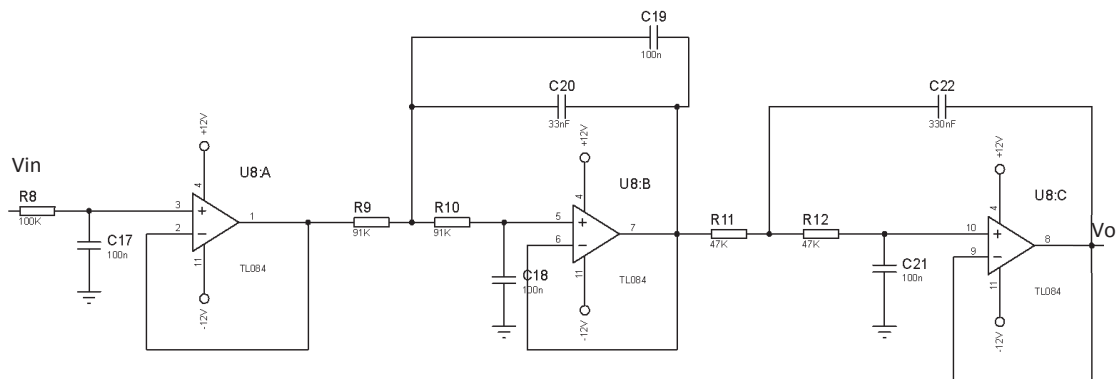 C19
100n
C20
33nF
C22
330nF
+12V
+12V
+12V
Vin
U8:A
U8:B
U8:C
R8
100K
4
3
2
1
11
C17
100n
TL084
-12V
R9
91K
R10
91K
4
5
6
7
11
C18
100n
TL084
-12V
R11
47K
R12
47K
4
10
9
8
11
Vo
C21
100n
TL084
-12V